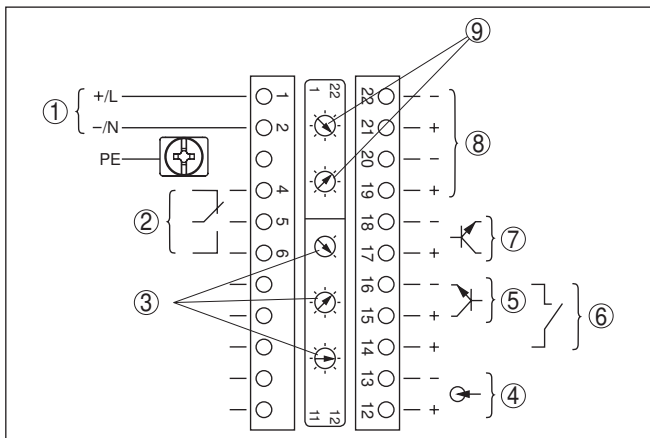 ⑨
① +/L 1 1 22 22 −
−/N 2 21 + ⑧
PE 20 −
4 19 +
② 5 18 − ⑦
6 17 +
16 − ⑤ ⑥
③ 15 +
14 +
13 − ④
11 12 12 +